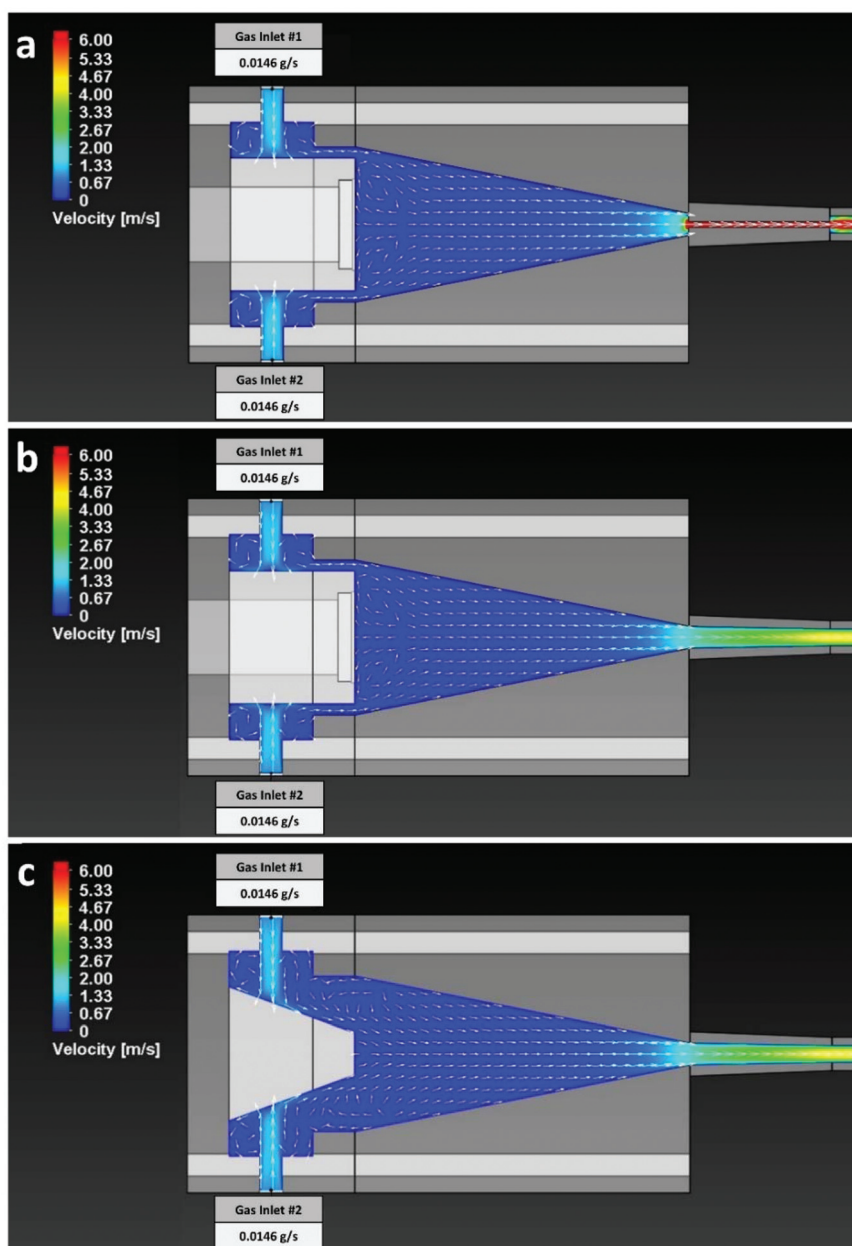 a
6.00
5.33
4.67
4.00
3.33
2.67
2.00
1.33
0.67
0
Velocity [m/s]
Gas Inlet #1
0.0146 g/s
Gas Inlet #2
0.0146 g/s
b
6.00
5.33
4.67
4.00
3.33
2.67
2.00
1.33
0.67
0
Velocity [m/s]
Gas Inlet #1
0.0146 g/s
Gas Inlet #2
0.0146 g/s
c
6.00
5.33
4.67
4.00
3.33
2.67
2.00
1.33
0.67
0
Velocity [m/s]
Gas Inlet #1
0.0146 g/s
Gas Inlet #2
0.0146 g/s